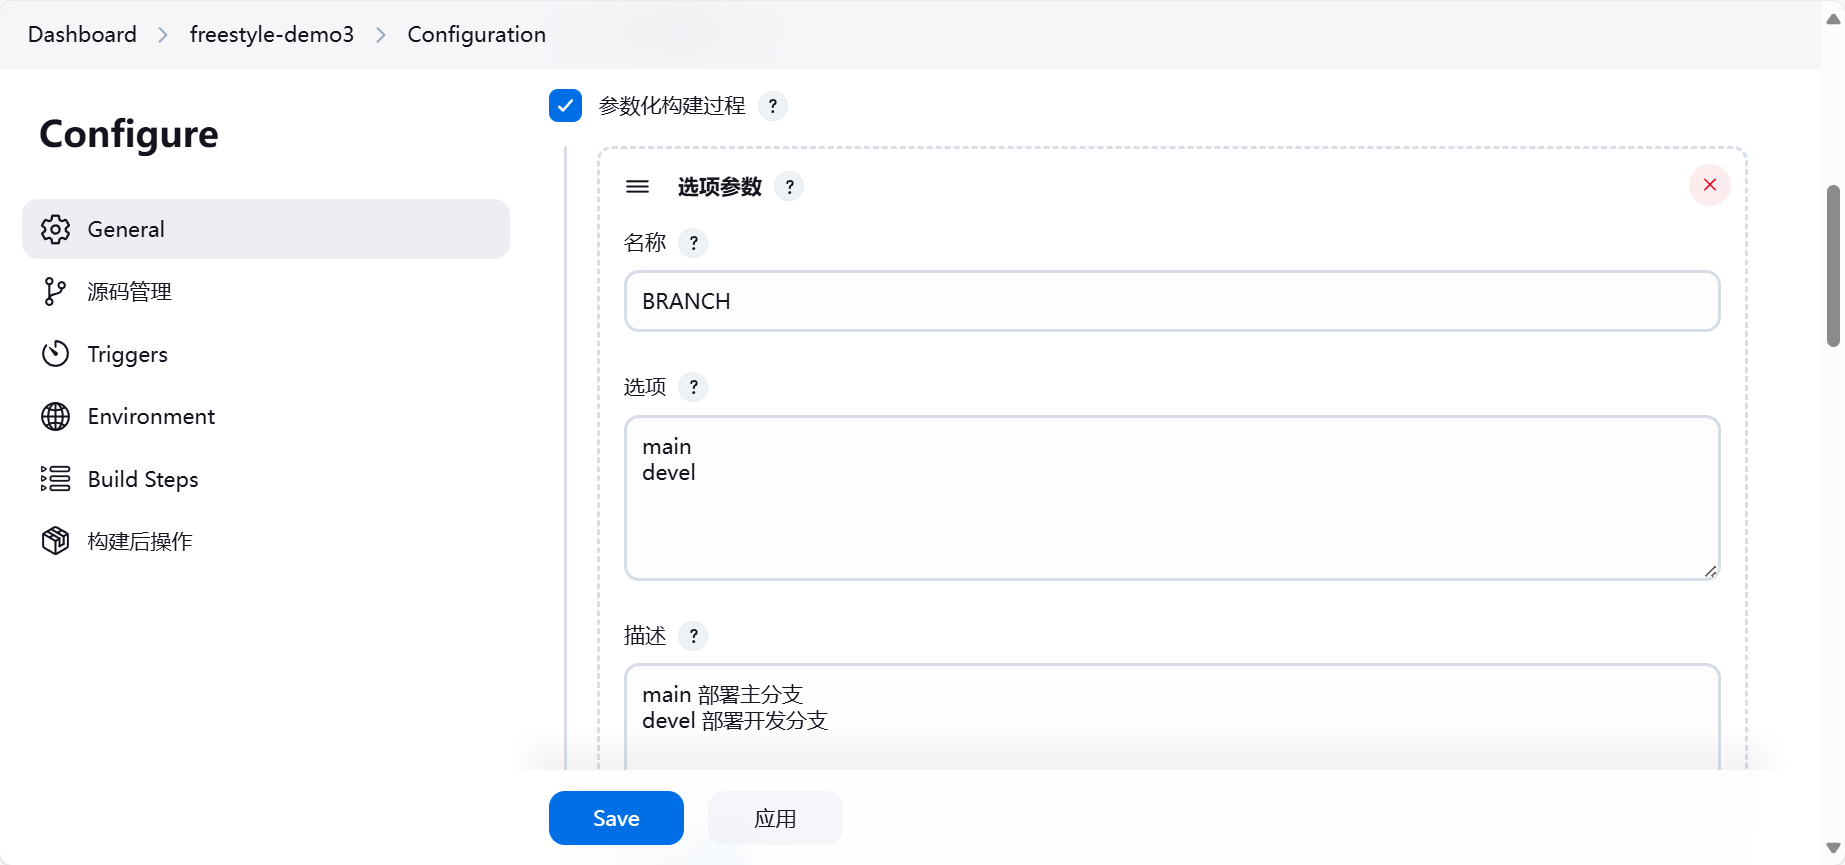 Dashboard > freestyle-demo3 > Configuration
Configure
General
源码管理
Triggers
Environment
Build Steps
构建后操作
参数化构建过程 ?
选项参数 ?
名称 ?
BRANCH
选项 ?
main
devel
描述 ?
main 部署主分支
devel 部署开发分支
Save
应用